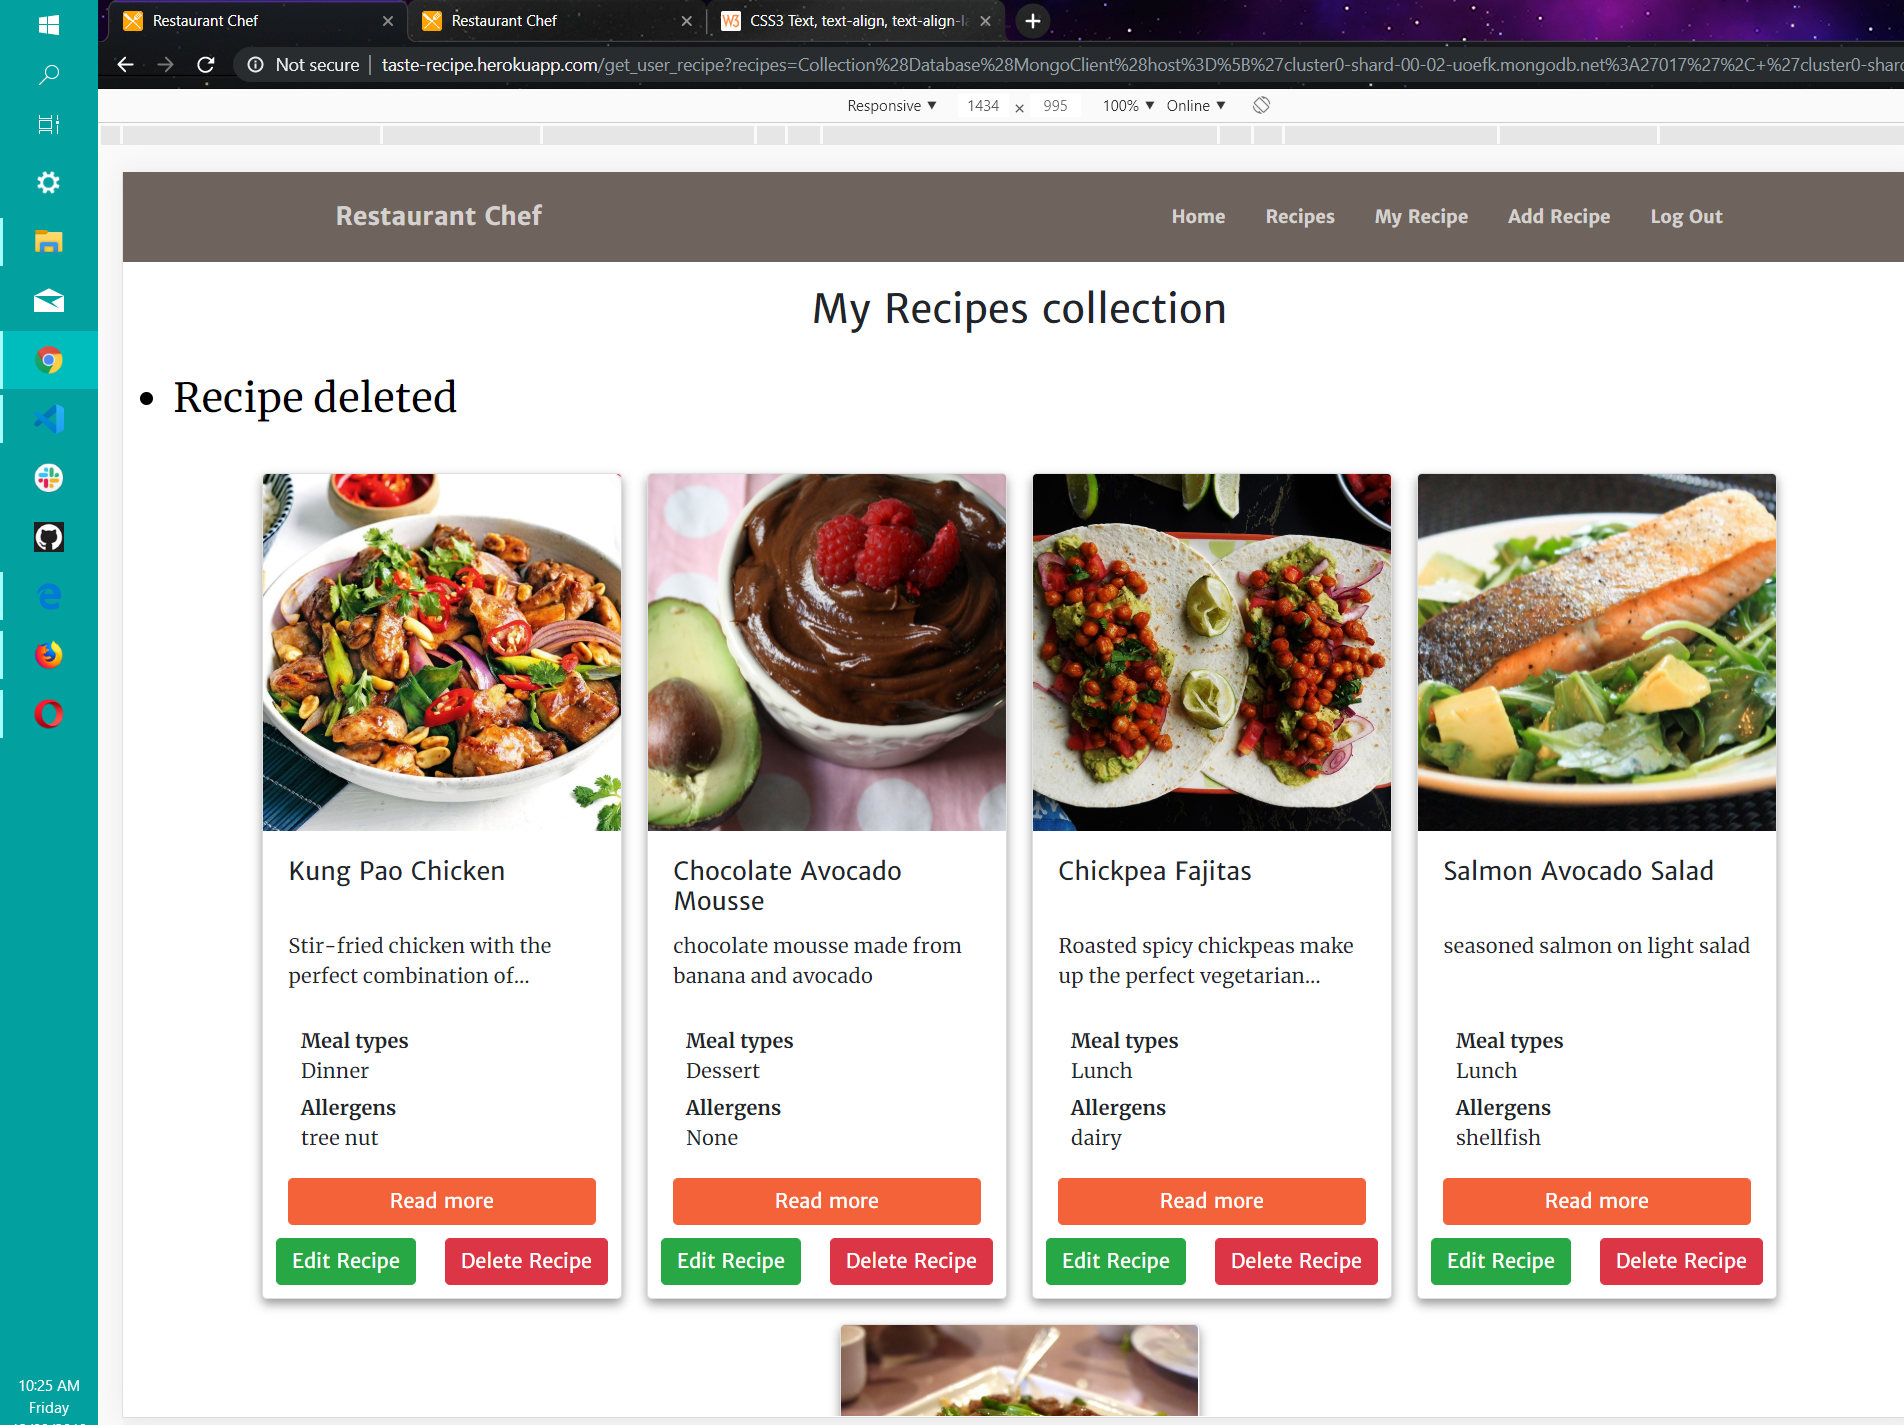 Restaurant Chef
Restaurant Chef
CSS3 Text, text-align, text-align-la
Not secure | taste-recipe.herokuapp.com/get_user_recipe?recipes=Collection%28Database%28MongoClient%28host%3D%5B%27cluster0-shard-00-02-uoefk.mongodb.net%3A27017%27%2C+%27cluster0-shard
Responsive ▼ 1434 × 995 100% ▼ Online ▼
Restaurant Chef Home Recipes My Recipe Add Recipe Log Out
My Recipes collection
• Recipe deleted
Kung Pao Chicken
Stir-fried chicken with the
perfect combination of...
Meal types
Dinner
Allergens
tree nut
Read more
Edit Recipe Delete Recipe
Chocolate Avocado
Mousse
chocolate mousse made from
banana and avocado
Meal types
Dessert
Allergens
None
Read more
Edit Recipe Delete Recipe
Chickpea Fajitas
Roasted spicy chickpeas make
up the perfect vegetarian...
Meal types
Lunch
Allergens
dairy
Read more
Edit Recipe Delete Recipe
Salmon Avocado Salad
seasoned salmon on light salad
Meal types
Lunch
Allergens
shellfish
Read more
Edit Recipe Delete Recipe
10:25 AM
Friday